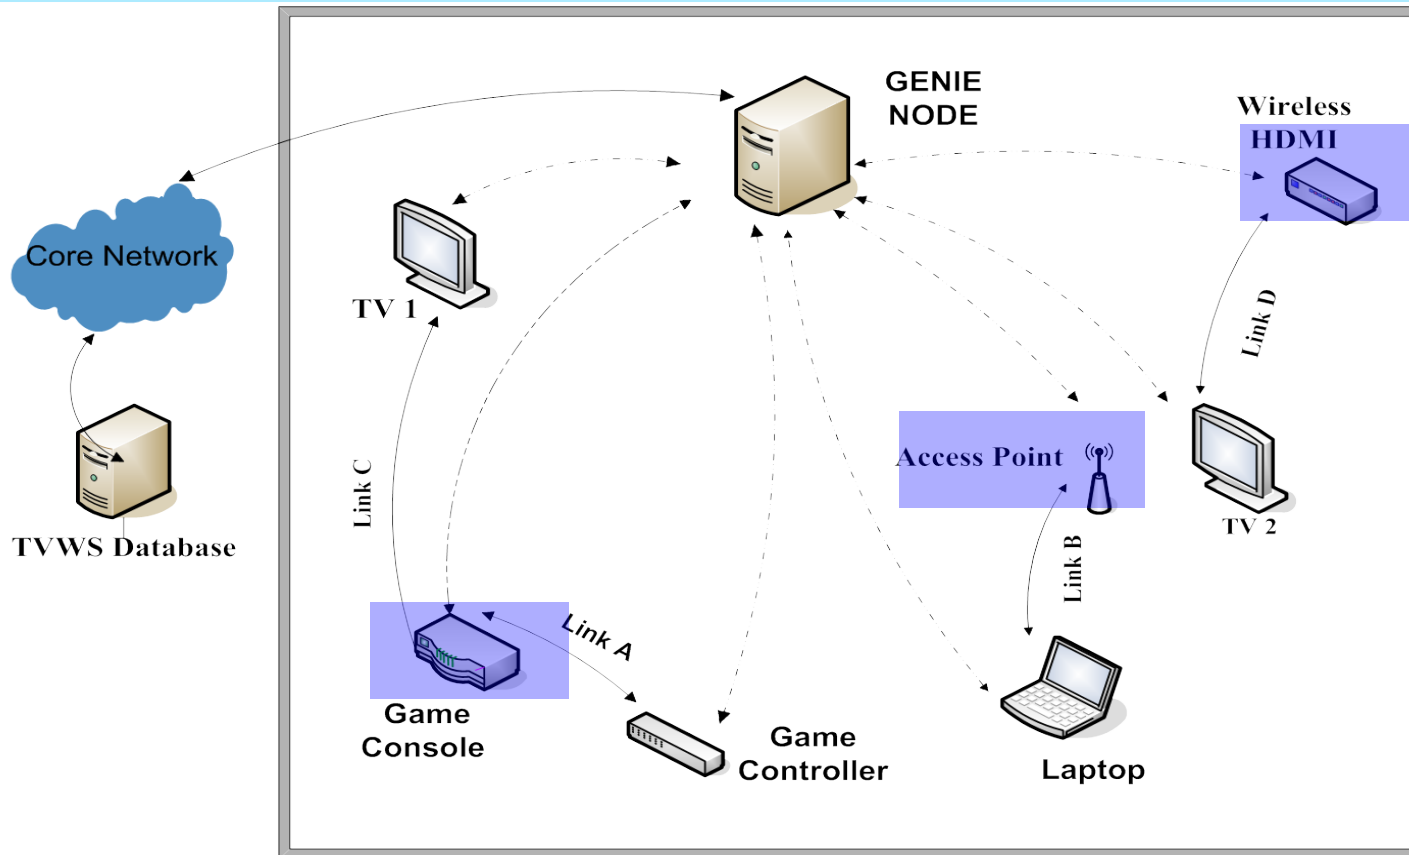 GENIE
NODE
Wireless
HDMI
Core Network
TV 1
Link D
Link C
Access Point
TV 2
TVWS Database
Link B
Link A
Game
Console
Game
Controller
Laptop